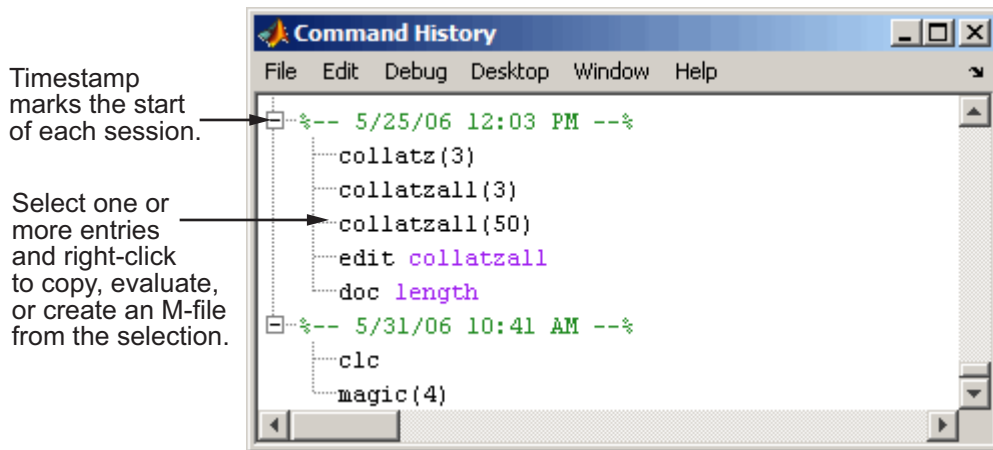 Command History
File Edit Debug Desktop Window Help
Timestamp
marks the start
of each session.
%-- 5/25/06 12:03 PM --%
collatz(3)
collatzall(3)
Select one or
more entries
and right-click
to copy, evaluate,
or create an M-file
from the selection.
collatzall(50)
edit collatzall
doc length
%-- 5/31/06 10:41 AM --%
clc
magic(4)